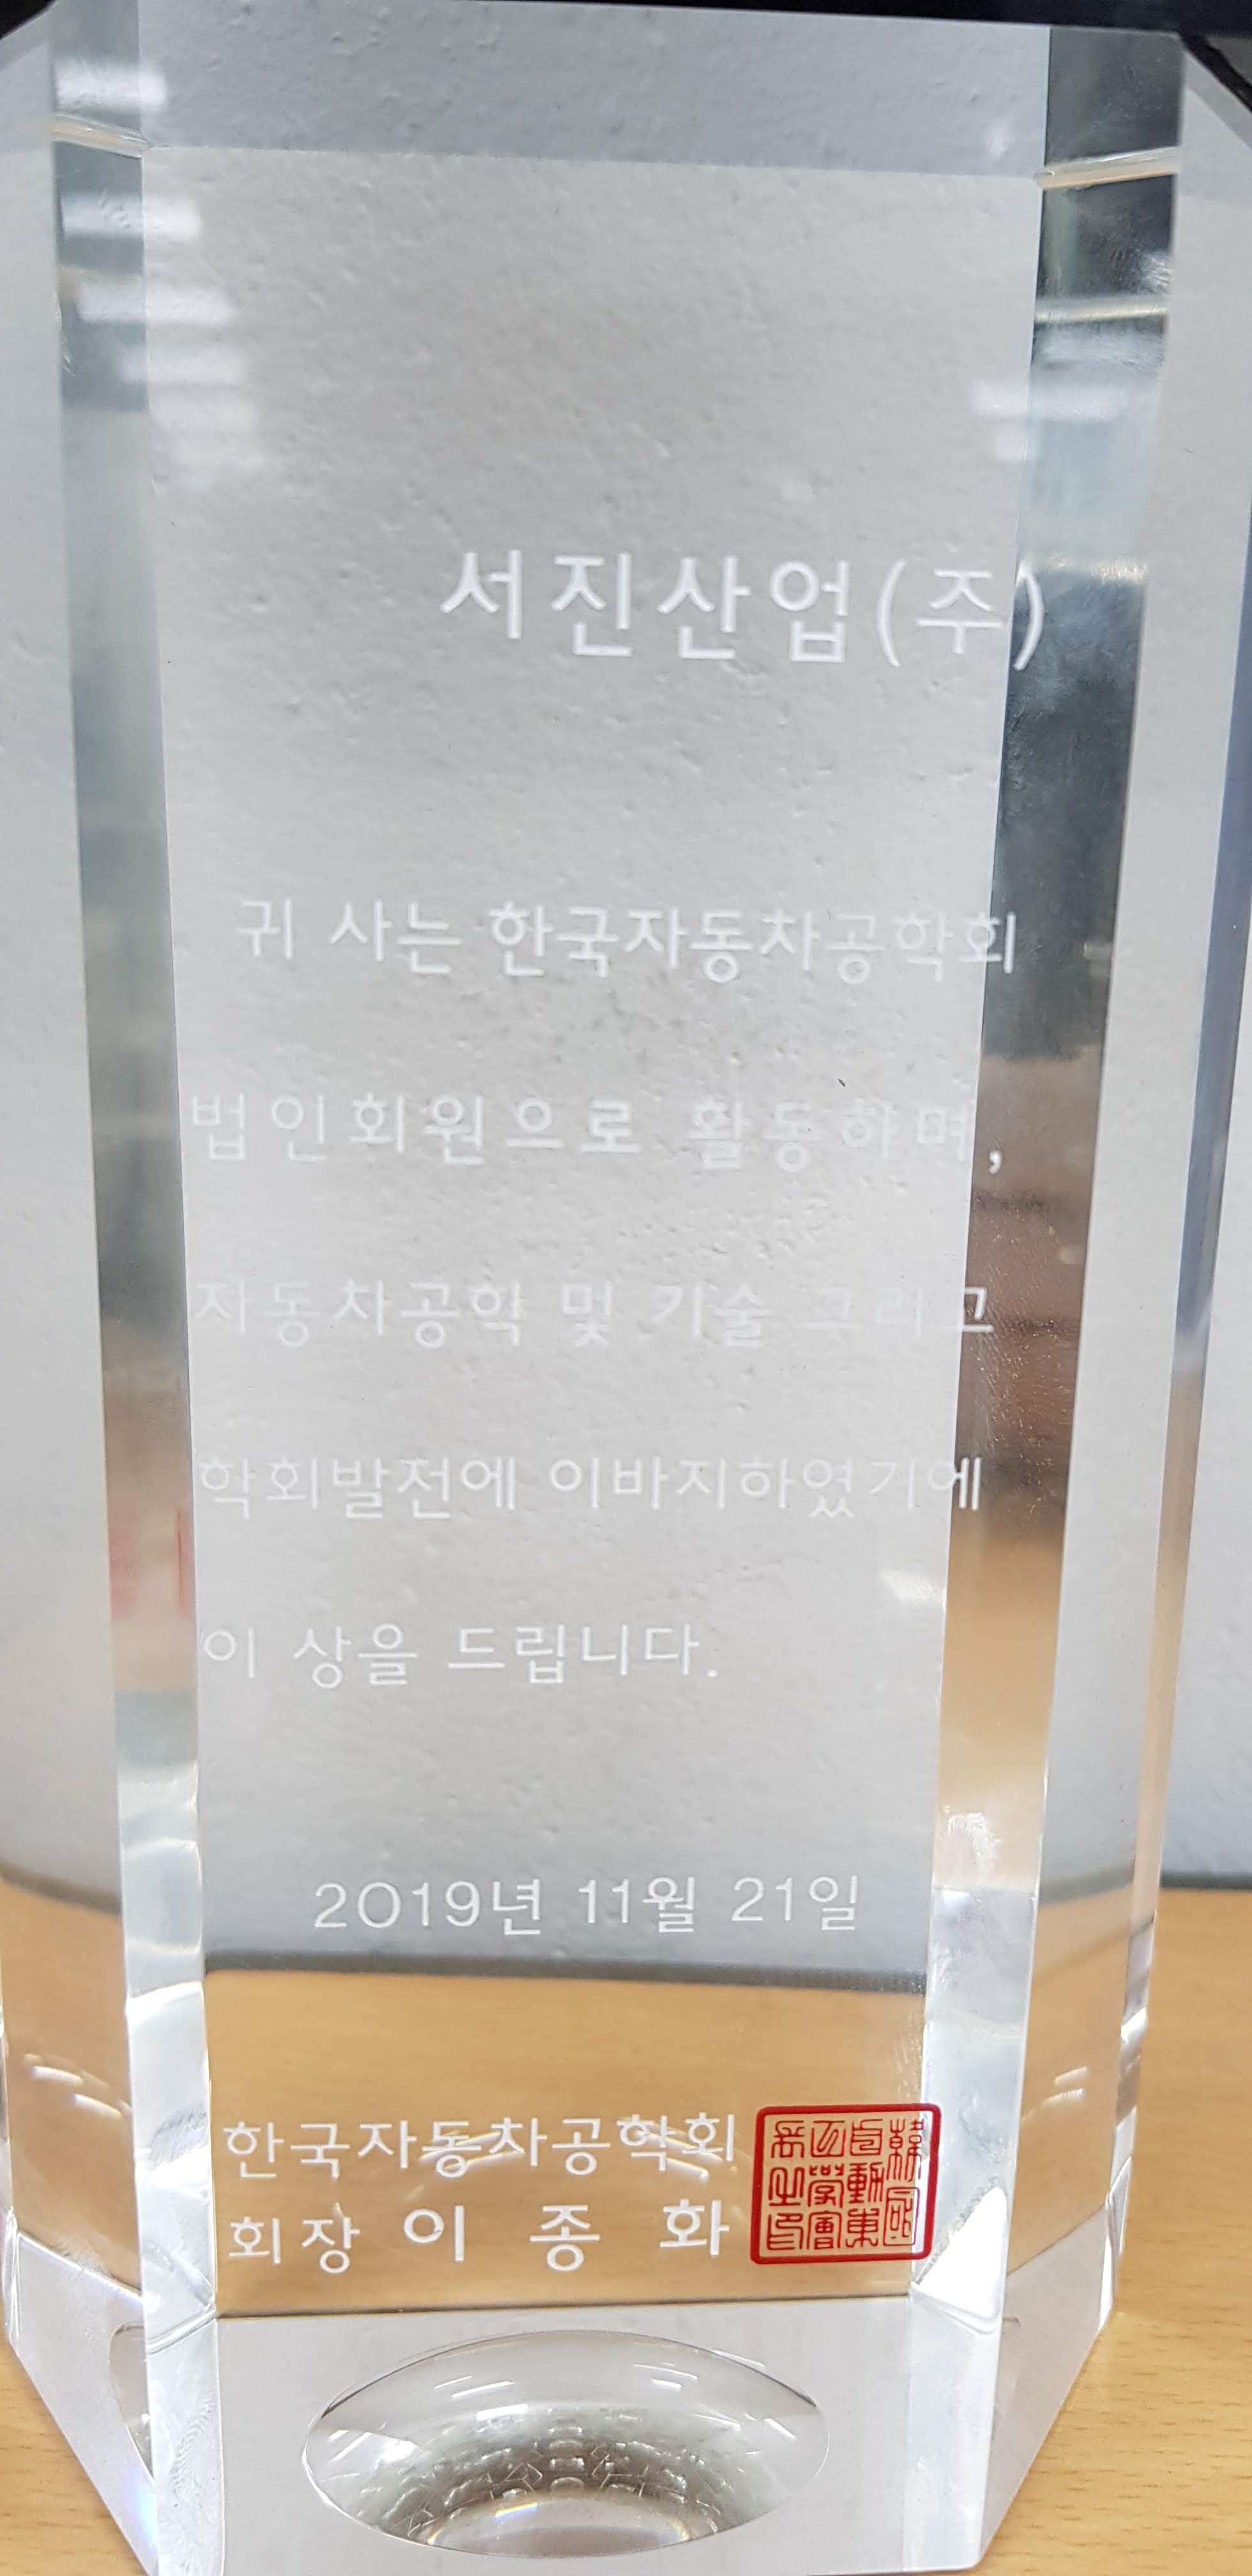 서진산업(주)
귀 사는 한국자동차공학회
법인회원으로 활동하며,
자동차공학 및 기술 그리고
학회발전에 이바지하였기에
이 상을 드립니다.
2019년 11월 21일
한국자동차공학회
회장 이 종 화